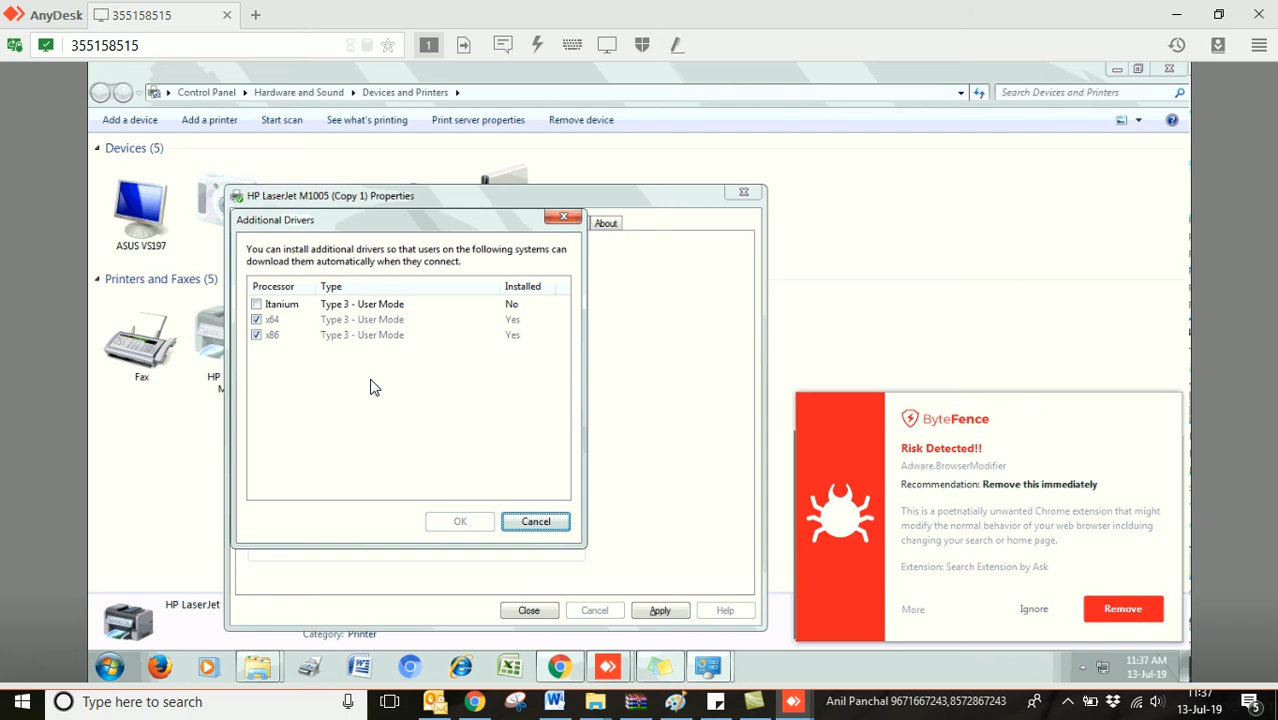 AnyDesk
355158515
355158515
1
Control Panel
Hardware and Sound
Devices and Printers
Search Devices and Printers
Add a device
Add a printer
Start scan
See what's printing
Print server properties
Remove device
Devices (5)
HP LaserJet M1005 (Copy 1) Properties
Additional Drivers
About
ASUS VS197
You can install additional drivers so that users on the following systems can
download them automatically when they connect.
Processor Type Installed
Itanium Type 3 - User Mode No
x64 Type 3 - User Mode Yes
x86 Type 3 - User Mode Yes
Printers and Faxes (5)
Fax
HP
M
OK
Cancel
ByteFence
Risk Detected!!
Adware.BrowserModifier
Recommendation: Remove this immediately
This is a poetnatially unwanted Chrome extension that might
modify the normal behavior of your web browser incIduing
changing your search or home page.
Extension: Search Extension by Ask
More
Ignore
Remove
Close
Cancel
Apply
Help
HP LaserJet
Category: Printer
11:37 AM
13-Jul-19
Type here to search
Anil Panchal 9671667243,8572867243
11:37
13-Jul-19
5